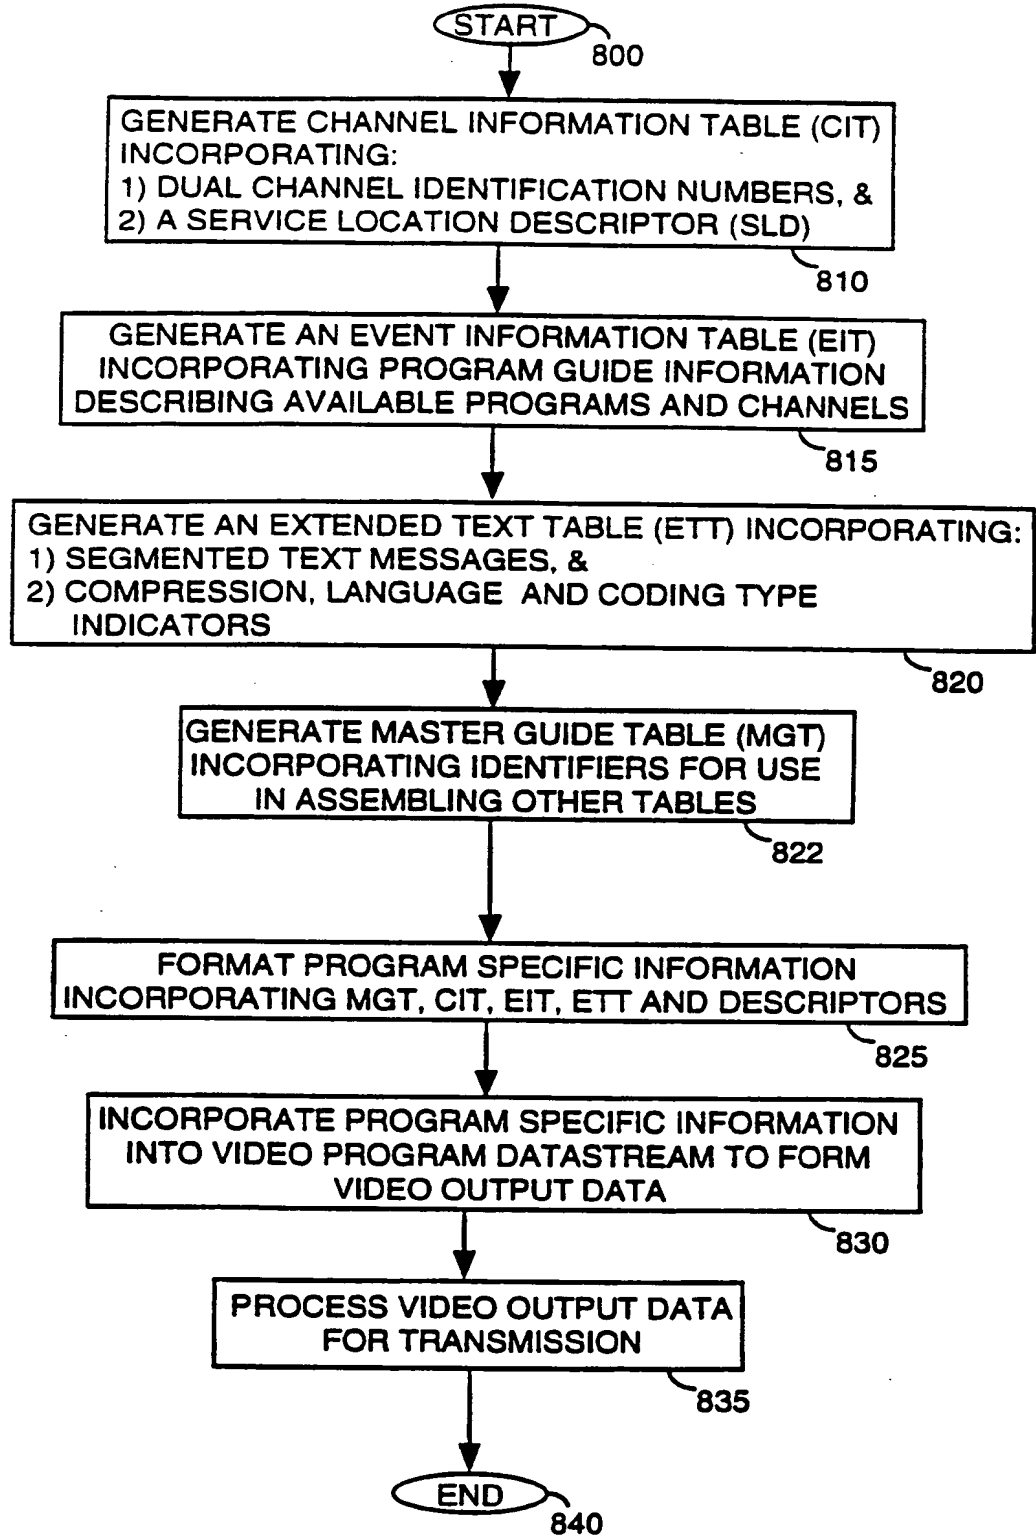 START
800
GENERATE CHANNEL INFORMATION TABLE (CIT)
INCORPORATING:
1) DUAL CHANNEL IDENTIFICATION NUMBERS, &
2) A SERVICE LOCATION DESCRIPTOR (SLD)
810
GENERATE AN EVENT INFORMATION TABLE (EIT)
INCORPORATING PROGRAM GUIDE INFORMATION
DESCRIBING AVAILABLE PROGRAMS AND CHANNELS
815
GENERATE AN EXTENDED TEXT TABLE (ETT) INCORPORATING:
1) SEGMENTED TEXT MESSAGES, &
2) COMPRESSION, LANGUAGE AND CODING TYPE
INDICATORS
820
GENERATE MASTER GUIDE TABLE (MGT)
INCORPORATING IDENTIFIERS FOR USE
IN ASSEMBLING OTHER TABLES
822
FORMAT PROGRAM SPECIFIC INFORMATION
INCORPORATING MGT, CIT, EIT, ETT AND DESCRIPTORS
825
INCORPORATE PROGRAM SPECIFIC INFORMATION
INTO VIDEO PROGRAM DATASTREAM TO FORM
VIDEO OUTPUT DATA
830
PROCESS VIDEO OUTPUT DATA
FOR TRANSMISSION
835
END
840